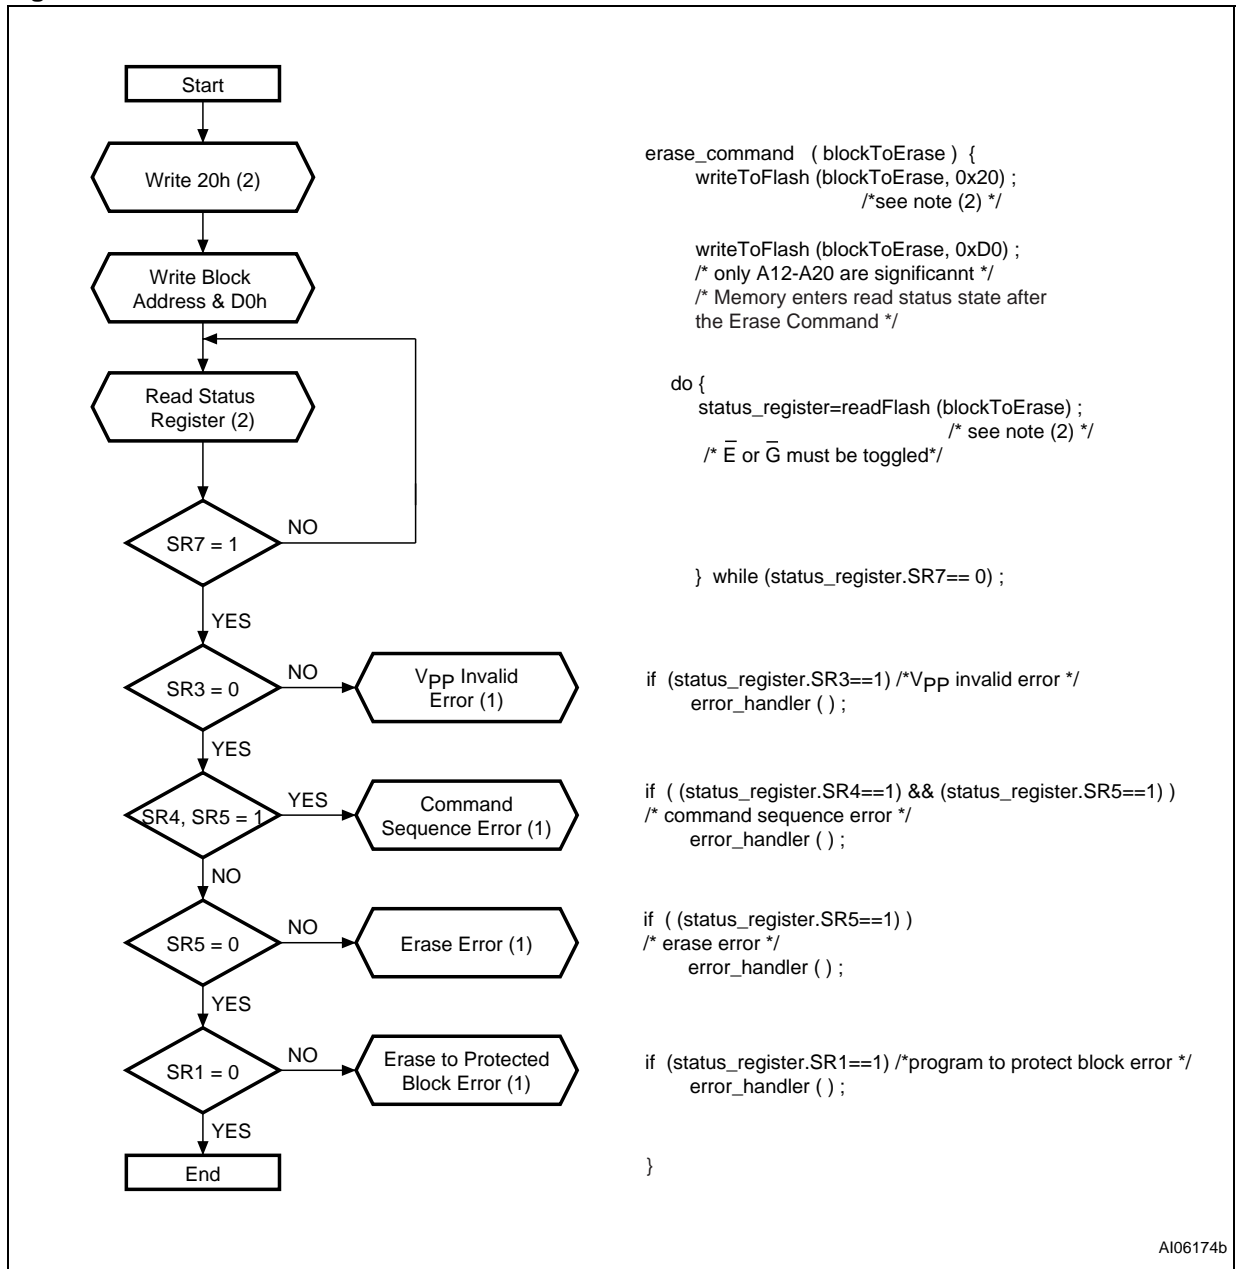 Start
Write 20h (2)
Write Block
Address & D0h
Read Status
Register (2)
SR7 = 1
NO
YES
SR3 = 0
NO
VPP Invalid
Error (1)
YES
SR4, SR5 = 1
YES
Command
Sequence Error (1)
NO
SR5 = 0
NO
Erase Error (1)
YES
SR1 = 0
NO
Erase to Protected
Block Error (1)
YES
End
erase_command ( blockToErase ) {
writeToFlash (blockToErase, 0x20) ;
/*see note (2) */
writeToFlash (blockToErase, 0xD0) ;
/* only A12-A20 are significannt */
/* Memory enters read status state after
the Erase Command */
do {
status_register=readFlash (blockToErase) ;
/* see note (2) */
/* E̅ or G̅ must be toggled*/
} while (status_register.SR7== 0) ;
if (status_register.SR3==1) /*VPP invalid error */
error_handler ( ) ;
if ( (status_register.SR4==1) && (status_register.SR5==1) )
/* command sequence error */
error_handler ( ) ;
if ( (status_register.SR5==1) )
/* erase error */
error_handler ( ) ;
if (status_register.SR1==1) /*program to protect block error */
error_handler ( ) ;
}
AI06174b